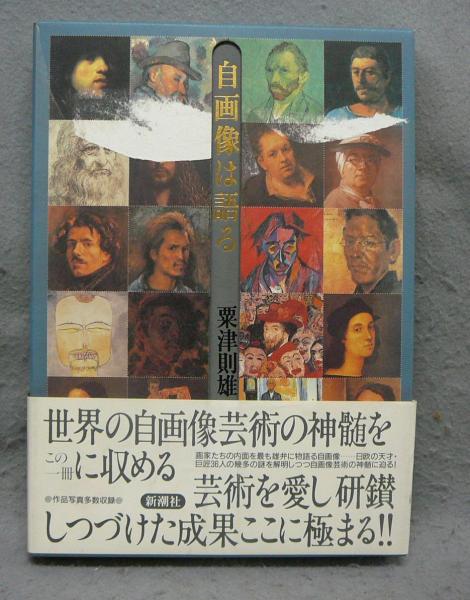 自画像は語る
粟津則雄
世界の自画像芸術の神髄を
この一冊に収める
画家たちの内面を最も雄弁に物語る自画像……日欧の天才・
巨匠36人の幾多の謎を解明しつつ自画像芸術の神髄に迫る!
●作品写真多数収録●
新潮社
芸術を愛し研鑚
しつづけた成果ここに極まる!!